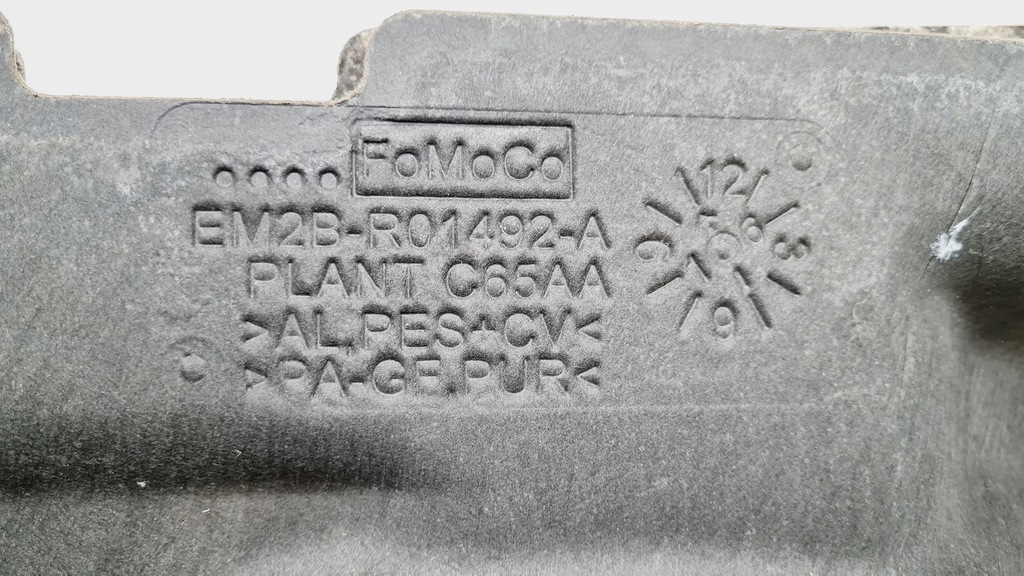 FoMoCo
EM2B-R01492-A
PLANT C65AA
>AL,PES+CV<
>PA-GF,PUR<
12
3
6
9